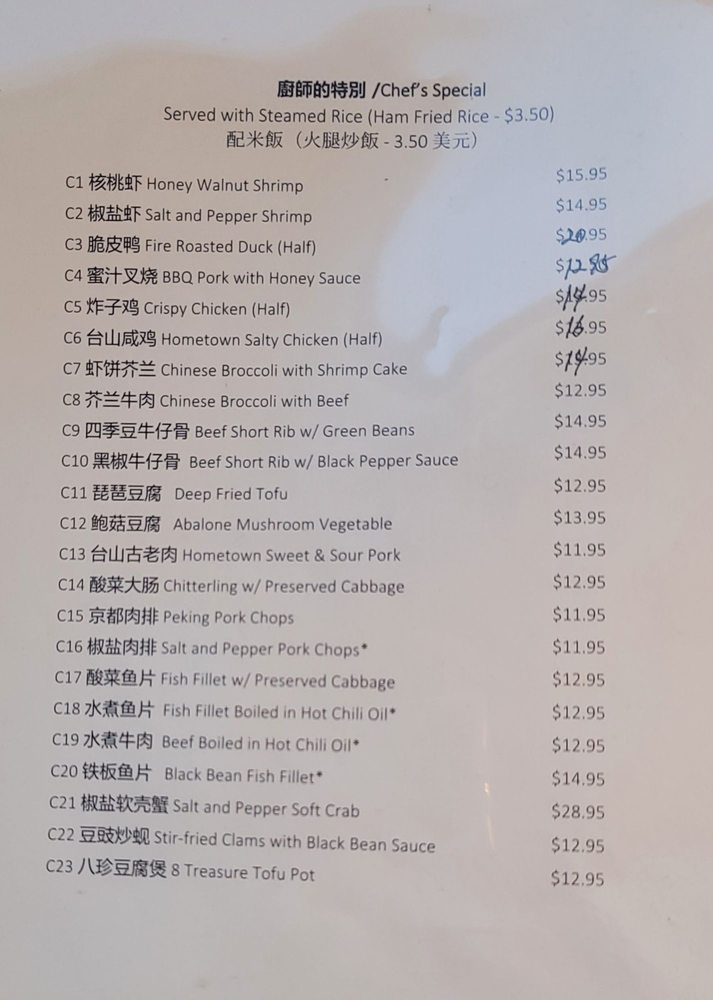 廚師的特別 /Chef's Special
Served with Steamed Rice (Ham Fried Rice - $3.50)
配米飯（火腿炒飯 - 3.50 美元）
C1 核桃虾 Honey Walnut Shrimp $15.95
C2 椒盐虾 Salt and Pepper Shrimp $14.95
C3 脆皮鸭 Fire Roasted Duck (Half) $20.95
C4 蜜汁叉烧 BBQ Pork with Honey Sauce $12.95
C5 炸子鸡 Crispy Chicken (Half) $14.95
C6 台山咸鸡 Hometown Salty Chicken (Half) $16.95
C7 虾饼芥兰 Chinese Broccoli with Shrimp Cake $14.95
C8 芥兰牛肉 Chinese Broccoli with Beef $12.95
C9 四季豆牛仔骨 Beef Short Rib w/ Green Beans $14.95
C10 黑椒牛仔骨 Beef Short Rib w/ Black Pepper Sauce $14.95
C11 琵琶豆腐 Deep Fried Tofu $12.95
C12 鲍菇豆腐 Abalone Mushroom Vegetable $13.95
C13 台山古老肉 Hometown Sweet & Sour Pork $11.95
C14 酸菜大肠 Chitterling w/ Preserved Cabbage $12.95
C15 京都肉排 Peking Pork Chops $11.95
C16 椒盐肉排 Salt and Pepper Pork Chops* $11.95
C17 酸菜鱼片 Fish Fillet w/ Preserved Cabbage $12.95
C18 水煮鱼片 Fish Fillet Boiled in Hot Chili Oil* $12.95
C19 水煮牛肉 Beef Boiled in Hot Chili Oil* $12.95
C20 铁板鱼片 Black Bean Fish Fillet* $14.95
C21 椒盐软壳蟹 Salt and Pepper Soft Crab $28.95
C22 豆豉炒蚬 Stir-fried Clams with Black Bean Sauce $12.95
C23 八珍豆腐煲 8 Treasure Tofu Pot $12.95